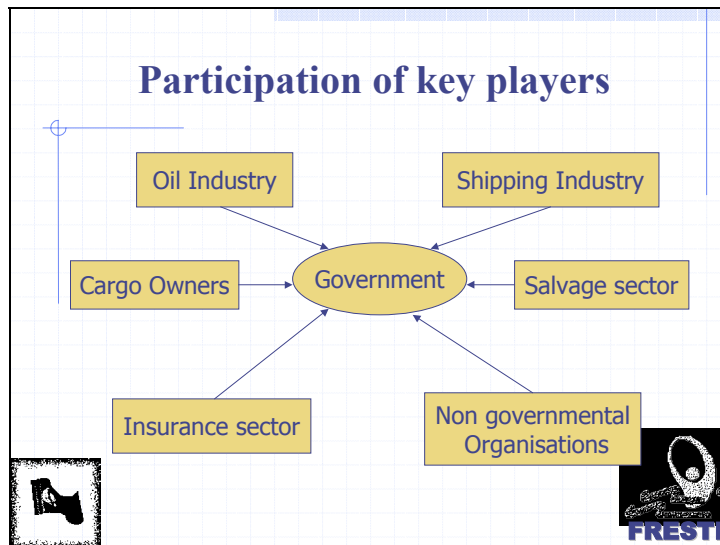 Participation of key players
Oil Industry
Shipping Industry
Cargo Owners
Government
Salvage sector
Insurance sector
Non governmental
Organisations